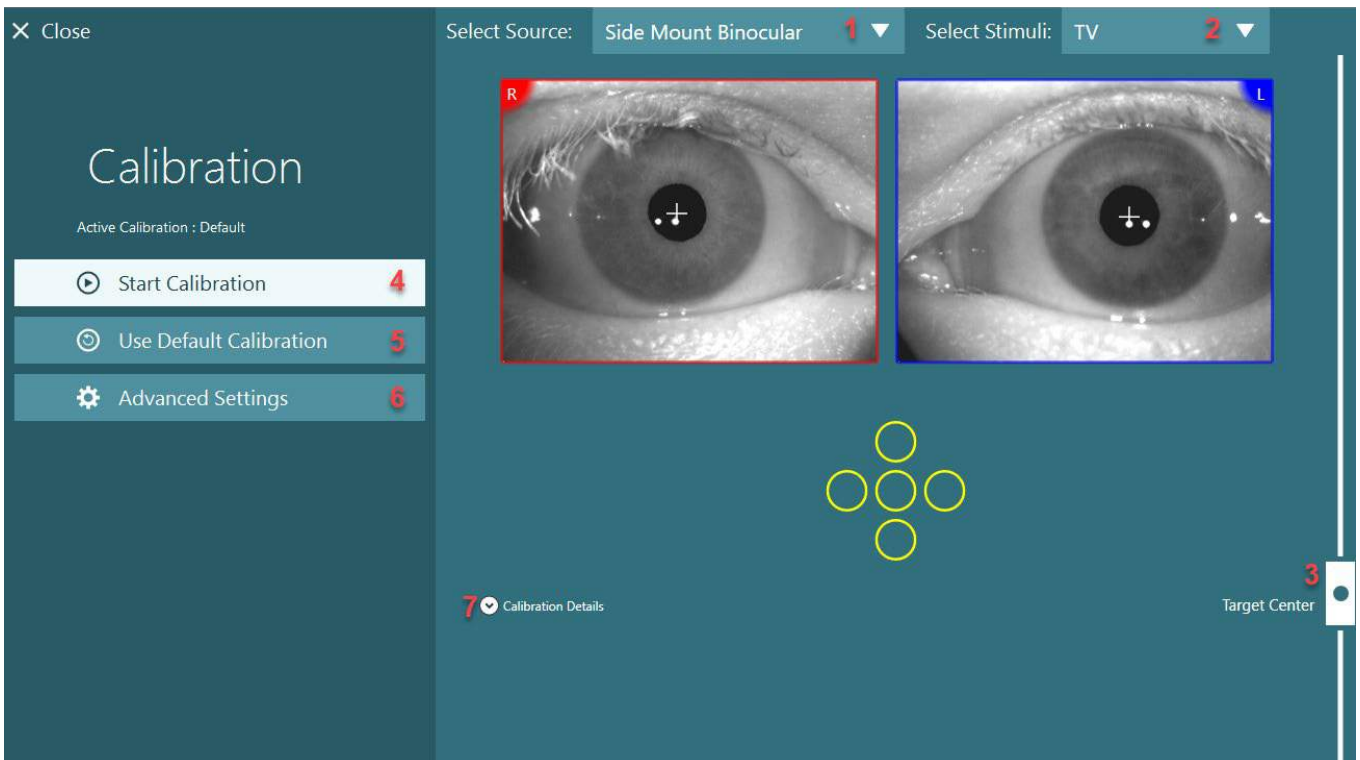 Close
Select Source: Side Mount Binocular 1 Select Stimuli: TV 2
R
L
Calibration
Active Calibration : Default
Start Calibration 4
Use Default Calibration 5
Advanced Settings 6
3
7 Calibration Details
Target Center